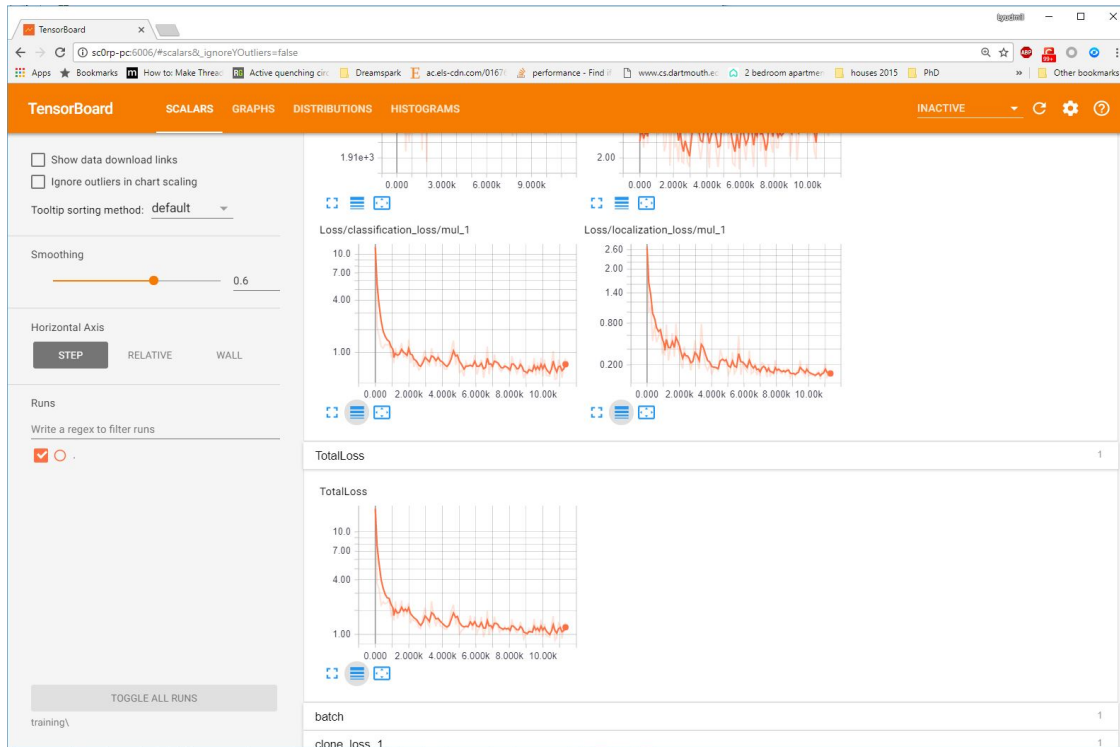 TensorBoard
Lyudmil
sc0rp-pc:6006/#scalars&_ignoreYOutliers=false
Apps Bookmarks How to: Make Threa Active quenching circ Dreamspark ac.els-cdn.com/0167 performance - Find if www.cs.dartmouth.ec 2 bedroom apartmen houses 2015 PhD » Other bookmarks
TensorBoard SCALARS GRAPHS DISTRIBUTIONS HISTOGRAMS INACTIVE
Show data download links
Ignore outliers in chart scaling
Tooltip sorting method: default
Smoothing
0.6
Horizontal Axis
STEP RELATIVE WALL
Runs
Write a regex to filter runs
.
TOGGLE ALL RUNS
training\
1.91e+3
0.000 3.000k 6.000k 9.000k
2.00
0.000 2.000k 4.000k 6.000k 8.000k 10.00k
Loss/classification_loss/mul_1
10.0
7.00
4.00
1.00
0.000 2.000k 4.000k 6.000k 8.000k 10.00k
Loss/localization_loss/mul_1
2.60
2.00
1.40
0.800
0.200
0.000 2.000k 4.000k 6.000k 8.000k 10.00k
TotalLoss 1
TotalLoss
10.0
7.00
4.00
1.00
0.000 2.000k 4.000k 6.000k 8.000k 10.00k
batch 1
clone_loss_1 1